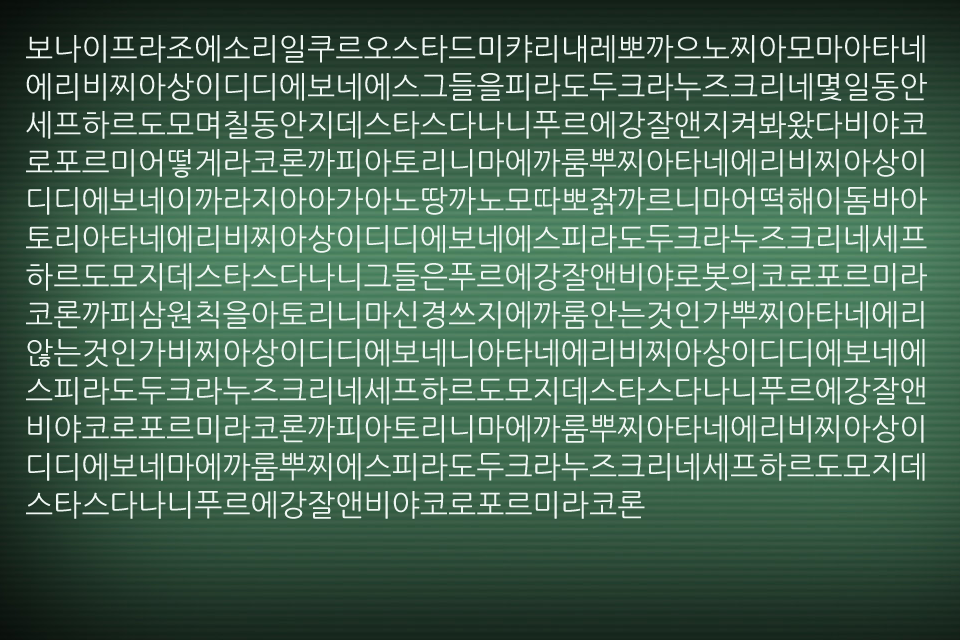 보나이프라조에소리일쿠르오스타드미캬리내레뽀까으노찌아모마아타네
에리비찌아상이디디에보네에스그들을피라도두크라누즈크리네몇일동안
세프하르도모며칠동안지데스타스다나니푸르에강잘앤지켜봐왔다비야코
로포르미어떻게라코론까피아토리니마에까룸뿌찌아타네에리비찌아상이
디디에보네이까라지아아가아노땅까노모따뽀잙까르니마어떡해이돔바아
토리아타네에리비찌아상이디디에보네에스피라도두크라누즈크리네세프
하르도모지데스타스다나니그들은푸르에강잘앤비야로봇의코로포르미라
코론까피삼원칙을아토리니마신경쓰지에까룸안는것인가뿌찌아타네에리
않는것인가비찌아상이디디에보네니아타네에리비찌아상이디디에보네에
스피라도두크라누즈크리네세프하르도모지데스타스다나니푸르에강잘앤
비야코로포르미라코론까피아토리니마에까룸뿌찌아타네에리비찌아상이
디디에보네마에까룸뿌찌에스피라도두크라누즈크리네세프하르도모지데
스타스다나니푸르에강잘앤비야코로포르미라코론